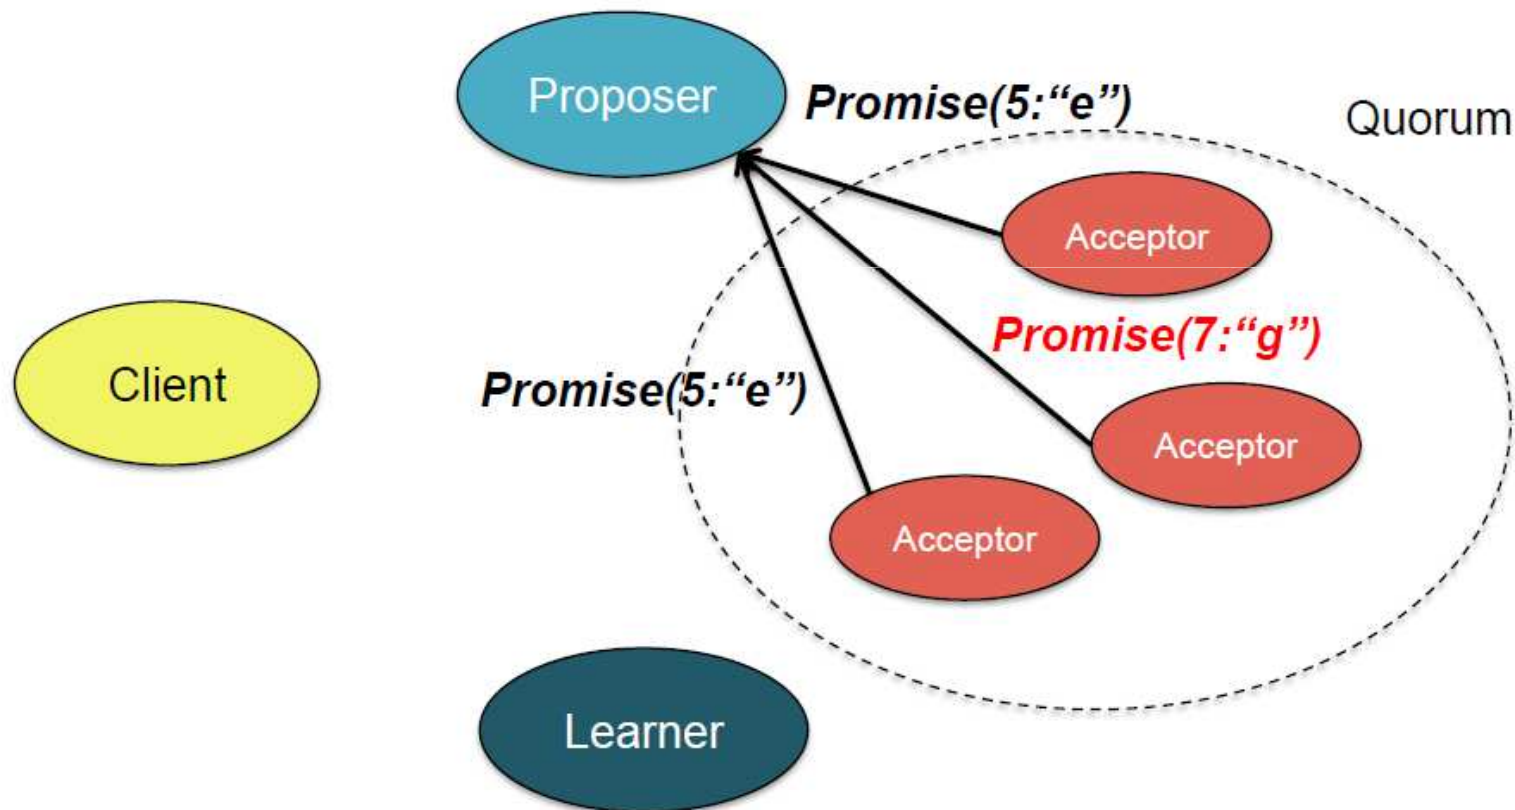 Proposer
Promise(5:“e”)
Quorum
Acceptor
Promise(7:“g”)
Client
Promise(5:“e”)
Acceptor
Acceptor
Learner